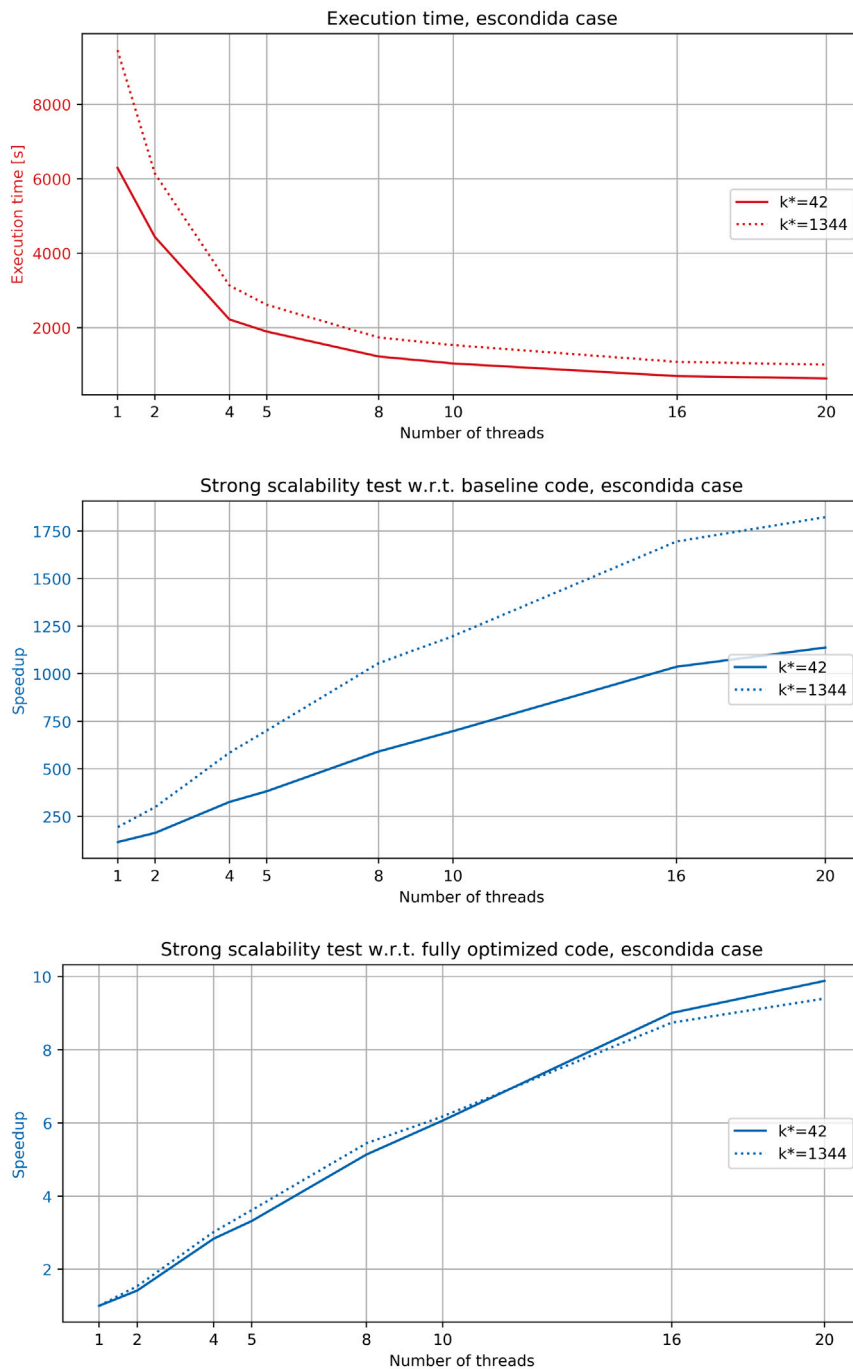 Execution time, escondida case
Execution time [s]
8000
6000
4000
2000
k*=42
k*=1344
1 2 4 5 8 10 16 20
Number of threads
Strong scalability test w.r.t. baseline code, escondida case
Speedup
1750
1500
1250
1000
750
500
250
k*=42
k*=1344
1 2 4 5 8 10 16 20
Number of threads
Strong scalability test w.r.t. fully optimized code, escondida case
Speedup
10
8
6
4
2
k*=42
k*=1344
1 2 4 5 8 10 16 20
Number of threads